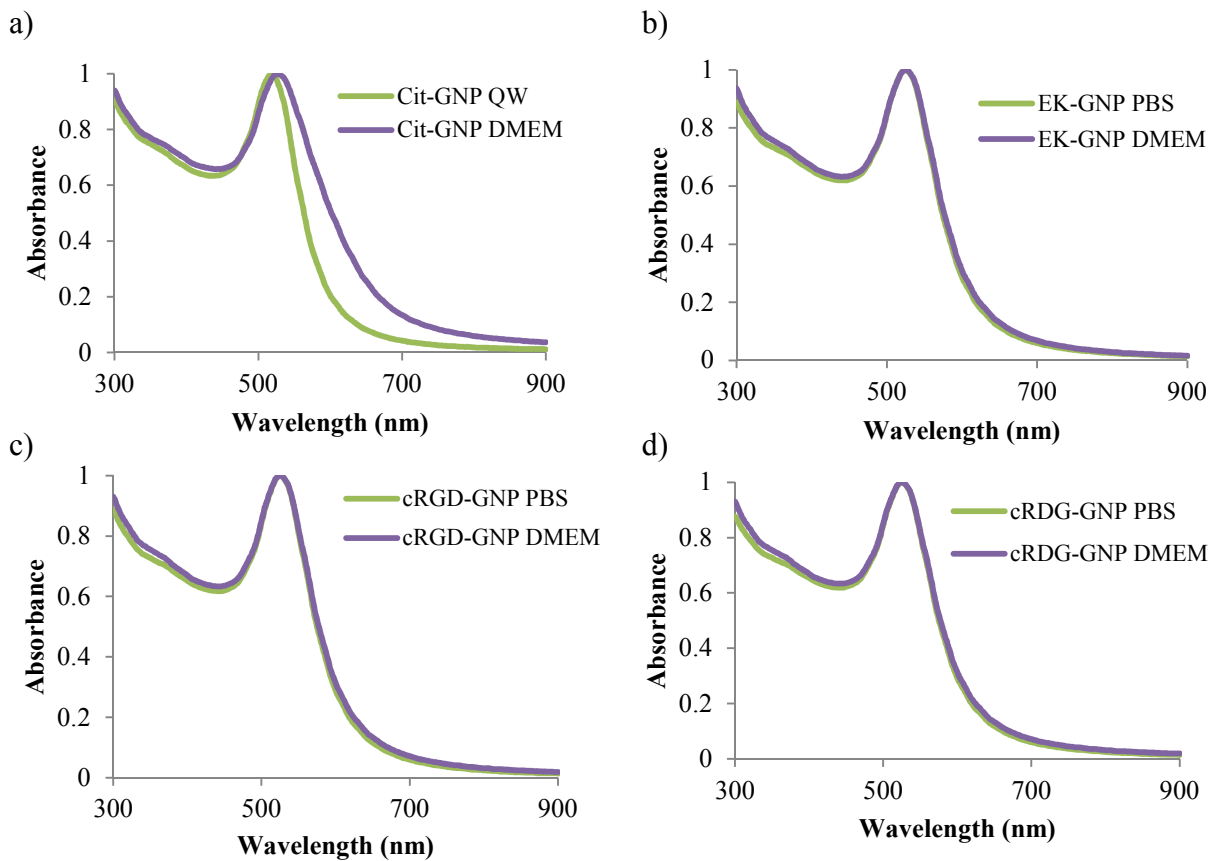 a)
1
0.8
0.6
0.4
0.2
0
Absorbance
Cit-GNP QW
Cit-GNP DMEM
300 500 700 900
Wavelength (nm)
b)
1
0.8
0.6
0.4
0.2
0
Absorbance
EK-GNP PBS
EK-GNP DMEM
300 500 700 900
Wavelength (nm)
c)
1
0.8
0.6
0.4
0.2
0
Absorbance
cRGD-GNP PBS
cRGD-GNP DMEM
300 500 700 900
Wavelength (nm)
d)
1
0.8
0.6
0.4
0.2
0
Absorbance
cRDG-GNP PBS
cRDG-GNP DMEM
300 500 700 900
Wavelength (nm)